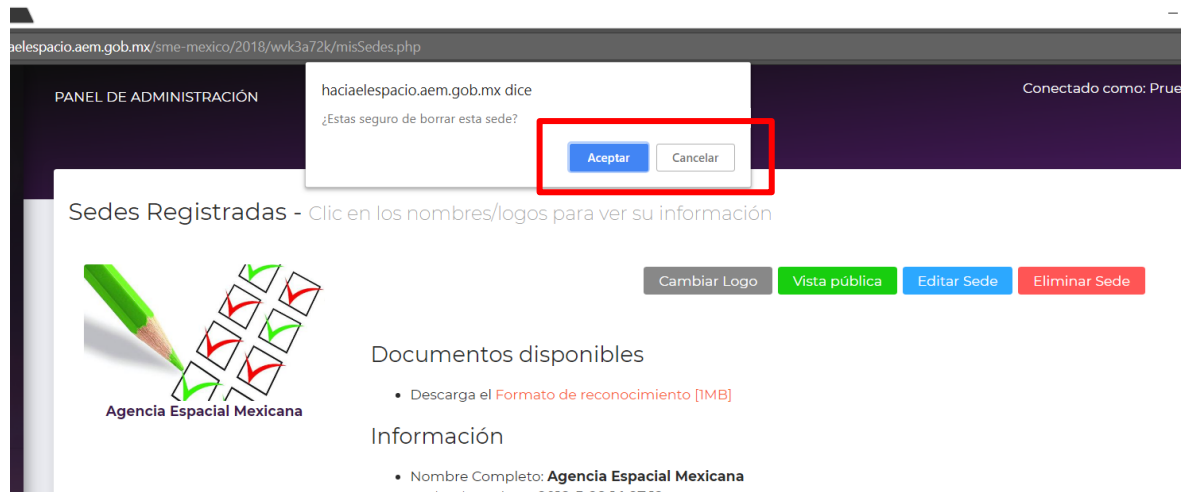 aelespacio.aem.gob.mx/sme-mexico/2018/wvk3a72k/misSedes.php
PANEL DE ADMINISTRACIÓN
haciaelespacio.aem.gob.mx dice
Conectado como: Prue
¿Estas seguro de borrar esta sede?
Aceptar Cancelar
Sedes Registradas - Clic en los nombres/logos para ver su información
Cambiar Logo Vista pública Editar Sede Eliminar Sede
Documentos disponibles
• Descarga el Formato de reconocimiento [1MB]
Agencia Espacial Mexicana
Información
• Nombre Completo: Agencia Espacial Mexicana